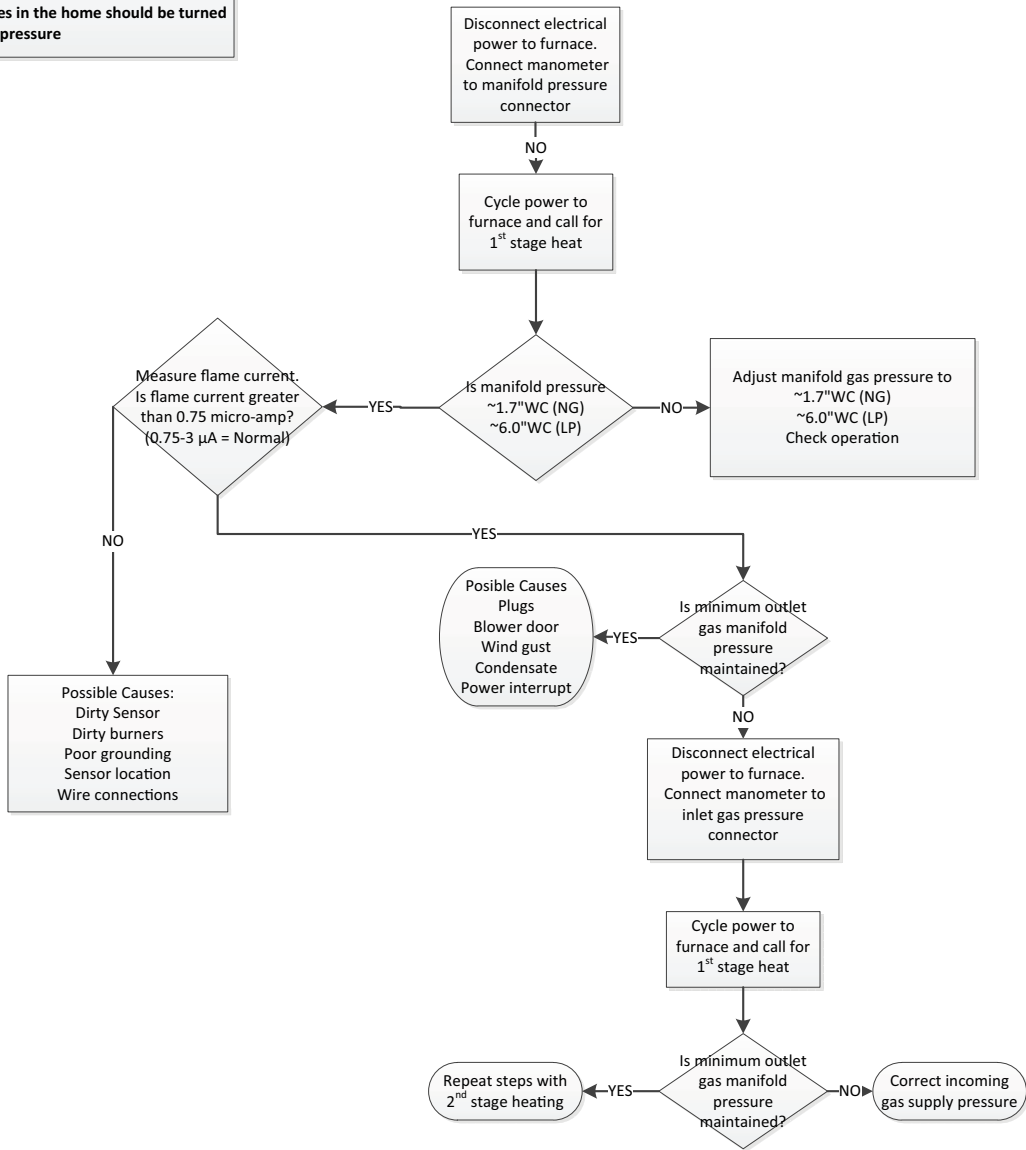 es in the home should be turned
pressure
Disconnect electrical
power to furnace.
Connect manometer
to manifold pressure
connector
NO
Cycle power to
furnace and call for
1st stage heat
Measure flame current.
Is flame current greater
than 0.75 micro-amp?
(0.75-3 µA = Normal)
YES
Is manifold pressure
~1.7"WC (NG)
~6.0"WC (LP)
NO
Adjust manifold gas pressure to
~1.7"WC (NG)
~6.0"WC (LP)
Check operation
NO
YES
Posible Causes
Plugs
Blower door
Wind gust
Condensate
Power interrupt
YES
Is minimum outlet
gas manifold
pressure
maintained?
Possible Causes:
Dirty Sensor
Dirty burners
Poor grounding
Sensor location
Wire connections
NO
Disconnect electrical
power to furnace.
Connect manometer to
inlet gas pressure
connector
Cycle power to
furnace and call for
1st stage heat
Repeat steps with
2nd stage heating
YES
Is minimum outlet
gas manifold
pressure
maintained?
NO
Correct incoming
gas supply pressure